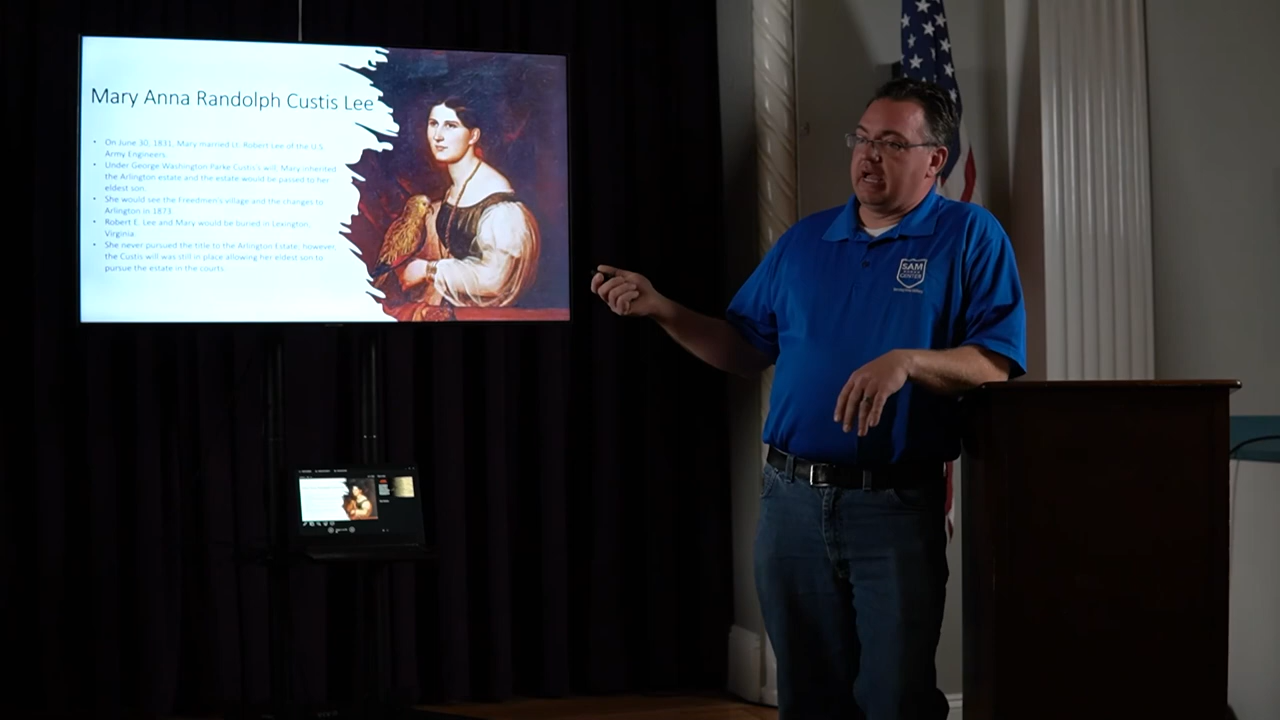 Mary Anna Randolph Custis Lee
• On June 30, 1831, Mary married Lt. Robert Lee of the U.S.
Army Engineers.
• Under George Washington Parke Custis's will, Mary inherited
the Arlington estate and the estate would be passed to her
eldest son.
• She would see the Freedmen's village and the changes to
Arlington in 1873.
• Robert E. Lee and Mary would be buried in Lexington,
Virginia.
• She never pursued the title to the Arlington Estate, however,
the Custis will was still in place allowing her eldest son to
pursue the estate in the courts.
SAM
CENTER